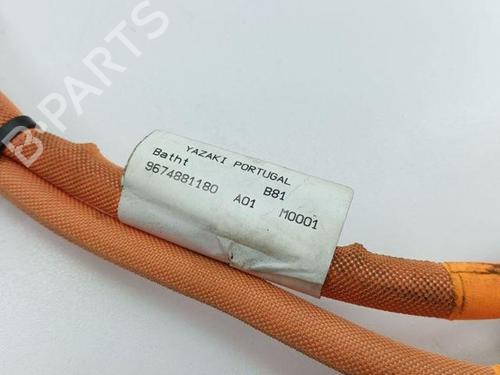 YAZAKI PORTUGAL
Batht B81
9674881180 A01 M0001
B PARTS